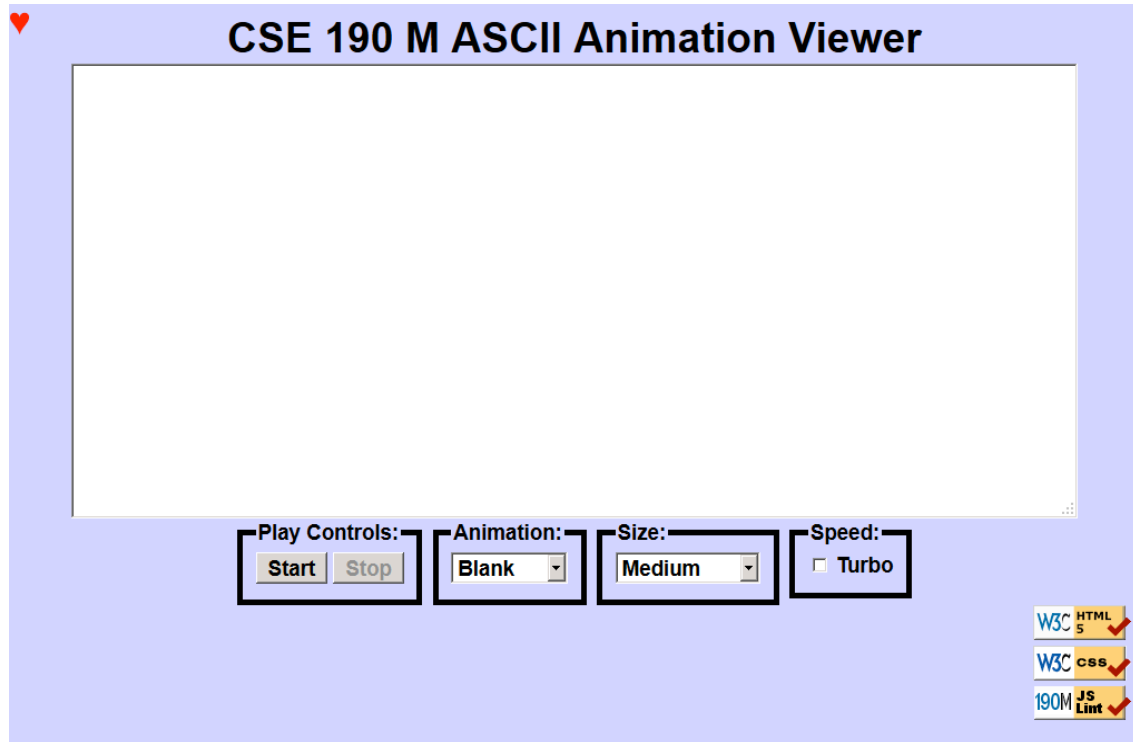 CSE 190 M ASCII Animation Viewer
Play Controls: Animation: Size: Speed:
Start Stop Blank Medium Turbo
W3C HTML 5
W3C css
190M JS Lint